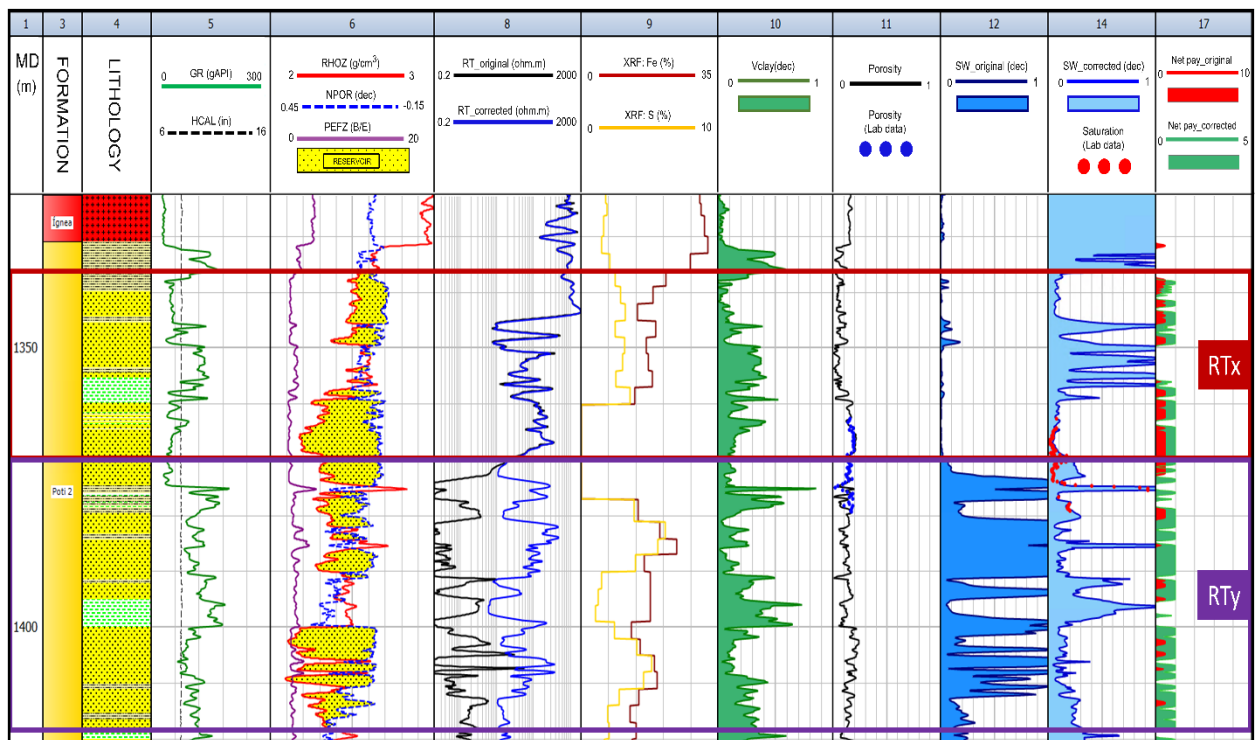 1 3 4 5 6 8 9 10 11 12 14 17
MD
(m)
FORMATION
LITHOLOGY
0 GR (gAPI) 300
6 HCAL (in) 16
RHOZ (g/cm³)
2 3
NPOR (dec)
0.45 -0.15
PEFZ (B/E)
0 20
RESERVOIR
RT_original (ohm.m)
0.2 2000
RT_corrected (ohm.m)
0.2 2000
XRF: Fe (%)
0 35
XRF: S (%)
0 10
Vclay(dec)
0 1
Porosity
0 1
Porosity
(Lab data)
SW_original (dec)
0 1
SW_corrected (dec)
0 1
Saturation
(Lab data)
Net pay_original
0 10
Net pay_corrected
0 5
Ígnea
1350
RTx
Poti 2
RTy
1400